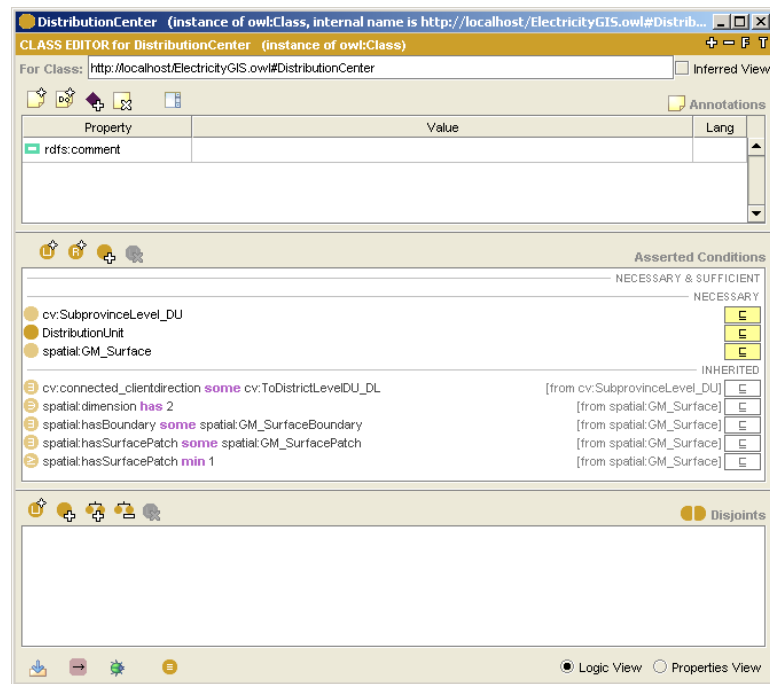 DistributionCenter (instance of owl:Class, internal name is http://localhost/ElectricityGIS.owl#Distrib...
CLASS EDITOR for DistributionCenter (instance of owl:Class)
F T
For Class: http://localhost/ElectricityGIS.owl#DistributionCenter
Inferred View
Annotations
Property Value Lang
rdfs:comment
Asserted Conditions
NECESSARY & SUFFICIENT
NECESSARY
cv:SubprovinceLevel_DU
DistributionUnit
spatial:GM_Surface
INHERITED
cv:connected_clientdirection some cv:ToDistrictLevelDU_DL [from cv:SubprovinceLevel_DU]
spatial:dimension has 2 [from spatial:GM_Surface]
spatial:hasBoundary some spatial:GM_SurfaceBoundary [from spatial:GM_Surface]
spatial:hasSurfacePatch some spatial:GM_SurfacePatch [from spatial:GM_Surface]
spatial:hasSurfacePatch min 1 [from spatial:GM_Surface]
Disjoints
Logic View Properties View